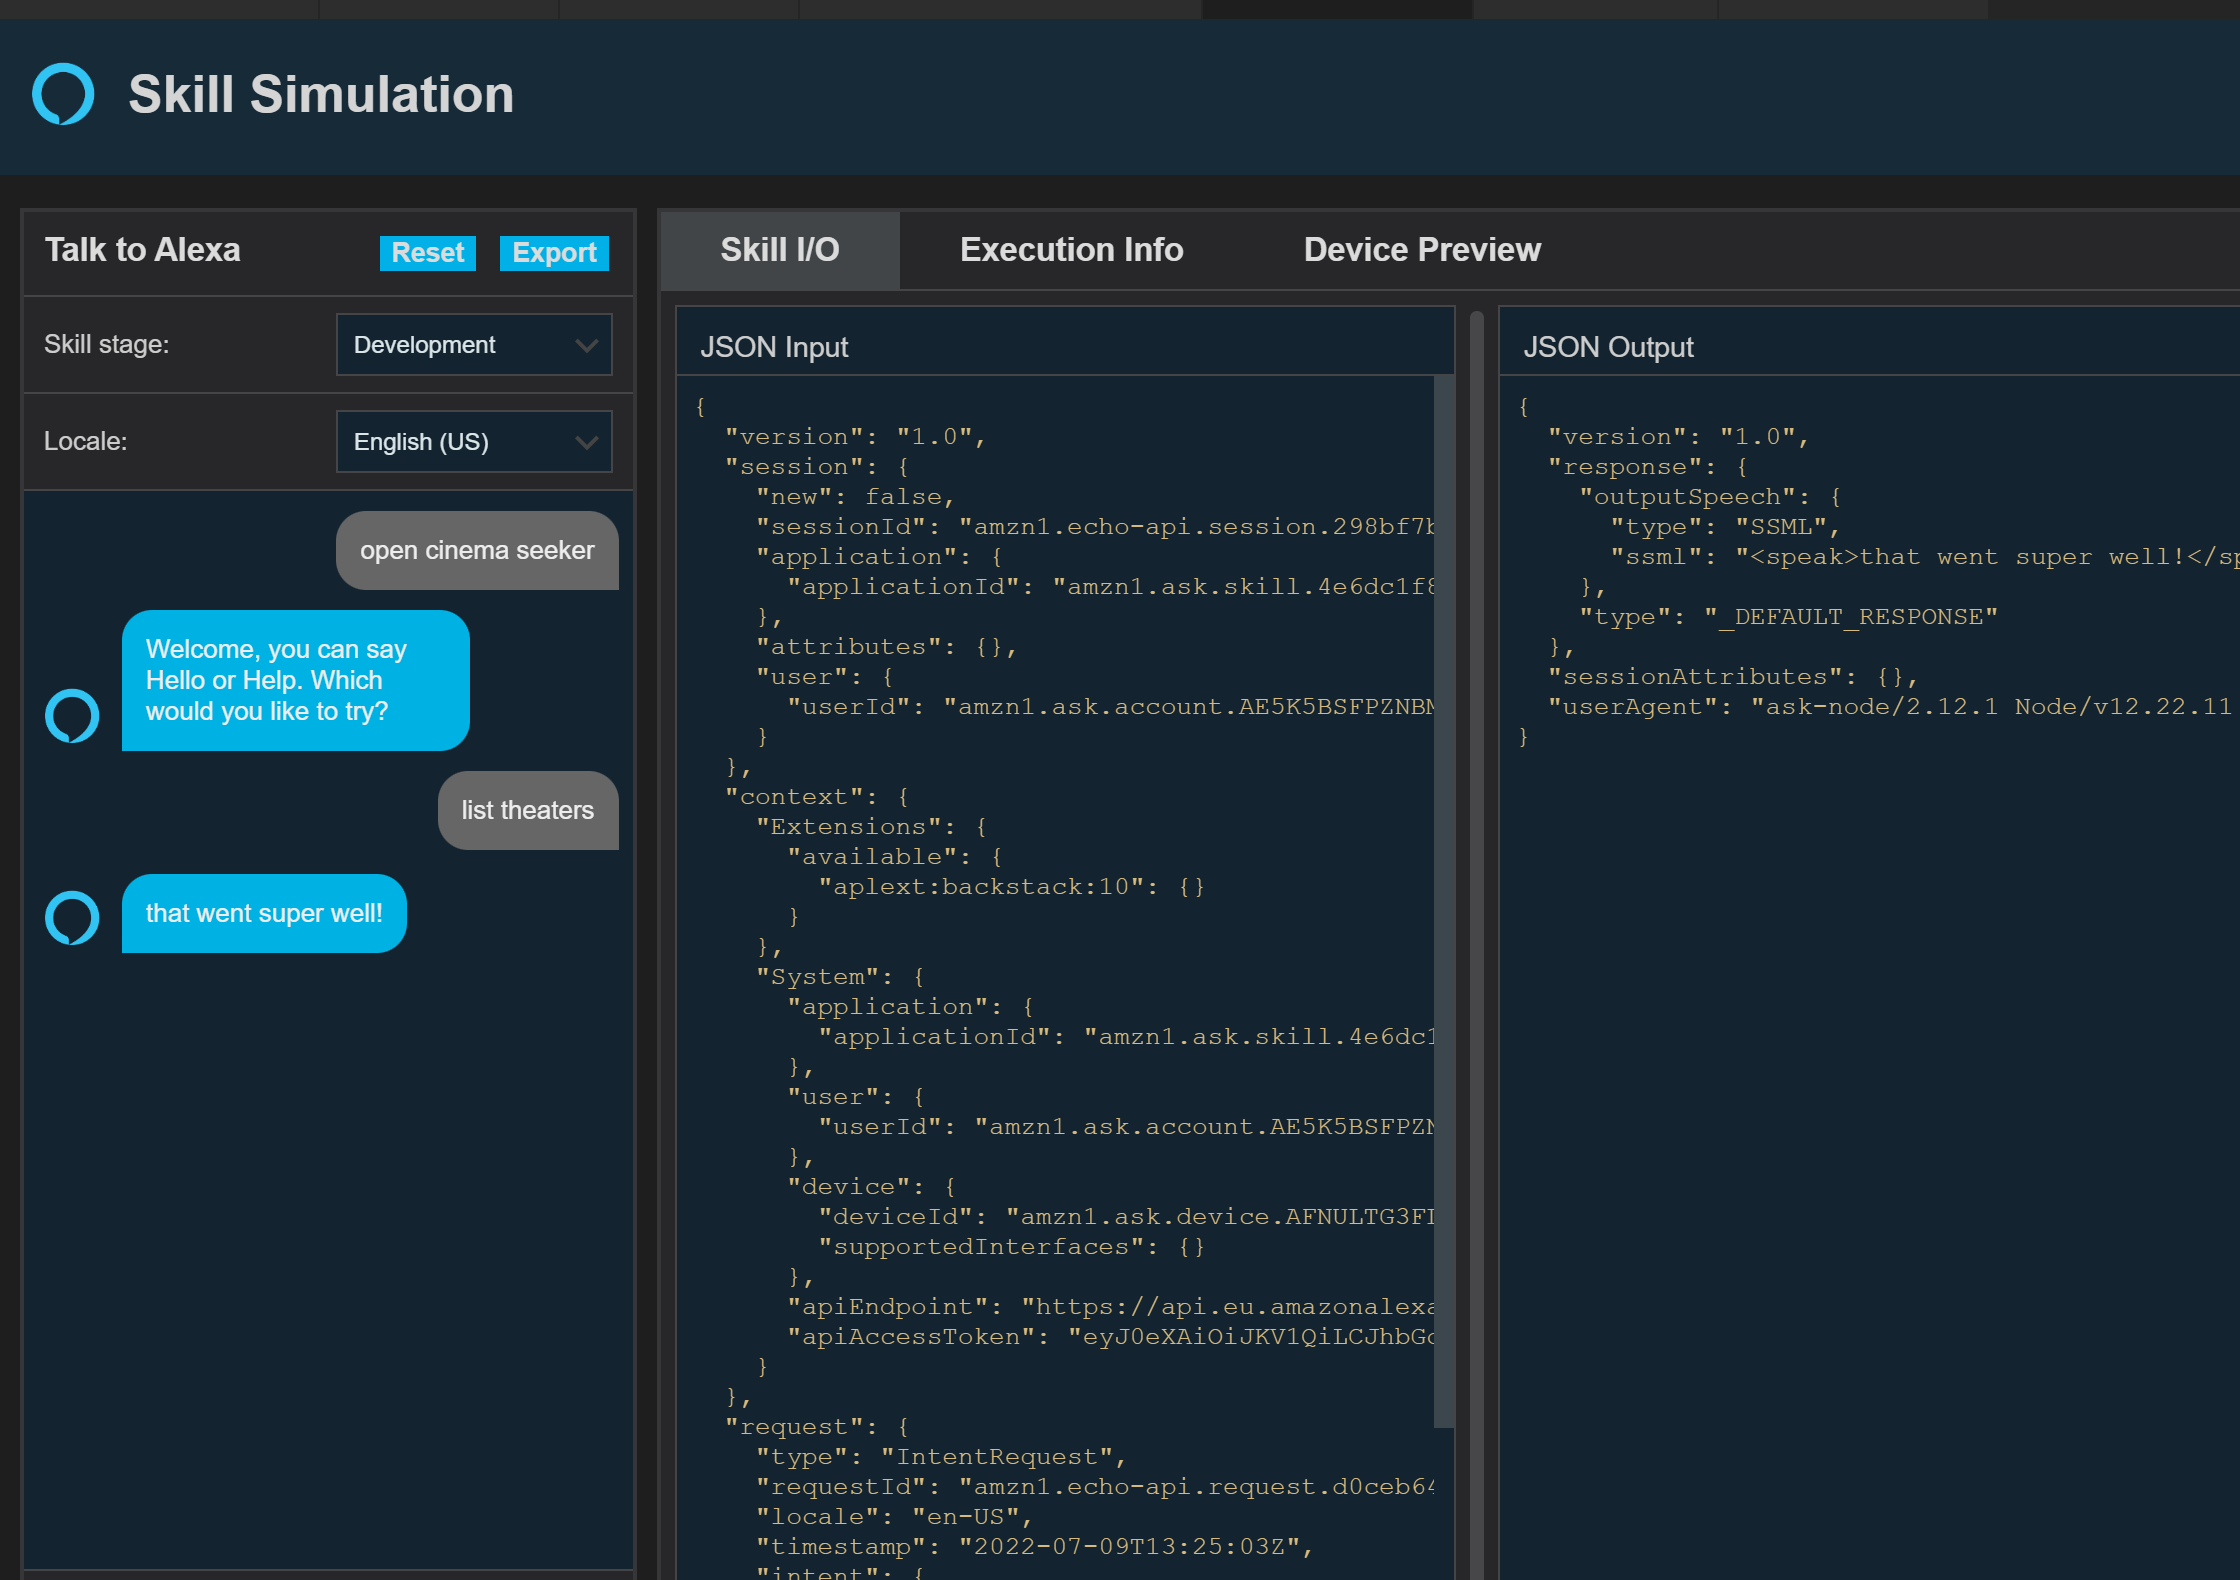 Skill Simulation
Talk to Alexa
Reset
Export
Skill stage:
Development
Locale:
English (US)
open cinema seeker
Welcome, you can say
Hello or Help. Which
would you like to try?
list theaters
that went super well!
Skill I/O
Execution Info
Device Preview
JSON Input
{
"version": "1.0",
"session": {
"new": false,
"sessionId": "amzn1.echo-api.session.298bf7b
"application": {
"applicationId": "amzn1.ask.skill.4e6dc1f8
},
"attributes": {},
"user": {
"userId": "amzn1.ask.account.AE5K5BSFPZNBM
}
},
"context": {
"Extensions": {
"available": {
"aplext:backstack:10": {}
}
},
"System": {
"application": {
"applicationId": "amzn1.ask.skill.4e6dc1
},
"user": {
"userId": "amzn1.ask.account.AE5K5BSFPZN
},
"device": {
"deviceId": "amzn1.ask.device.AFNULTG3FI
"supportedInterfaces": {}
},
"apiEndpoint": "https://api.eu.amazonalexa
"apiAccessToken": "eyJ0eXAiOiJKV1QiLCJhbGc
}
},
"request": {
"type": "IntentRequest",
"requestId": "amzn1.echo-api.request.d0ceb64
"locale": "en-US",
"timestamp": "2022-07-09T13:25:03Z",
"intent": {
JSON Output
{
"version": "1.0",
"response": {
"outputSpeech": {
"type": "SSML",
"ssml": "<speak>that went super well!</sp
},
"type": "_DEFAULT_RESPONSE"
},
"sessionAttributes": {},
"userAgent": "ask-node/2.12.1 Node/v12.22.11
}